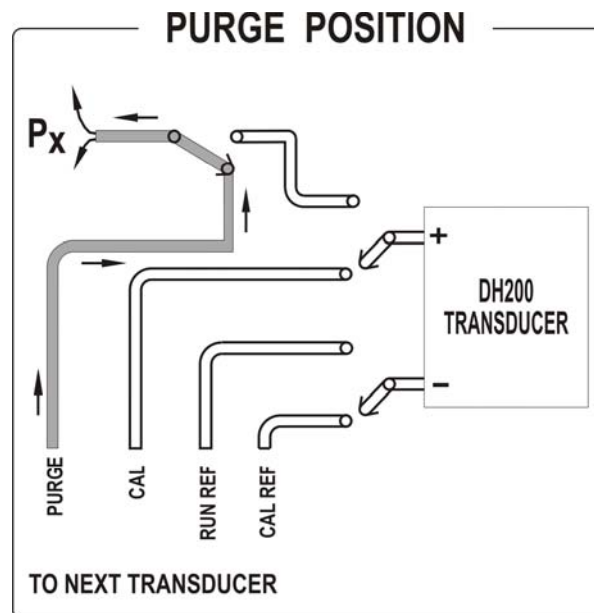 PURGE POSITION
Px
+
DH200
TRANSDUCER
−
PURGE
CAL
RUN REF
CAL REF
TO NEXT TRANSDUCER